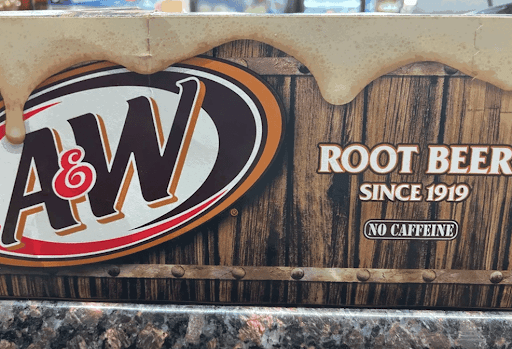 A&W
ROOT BEER
SINCE 1919
NO CAFFEINE